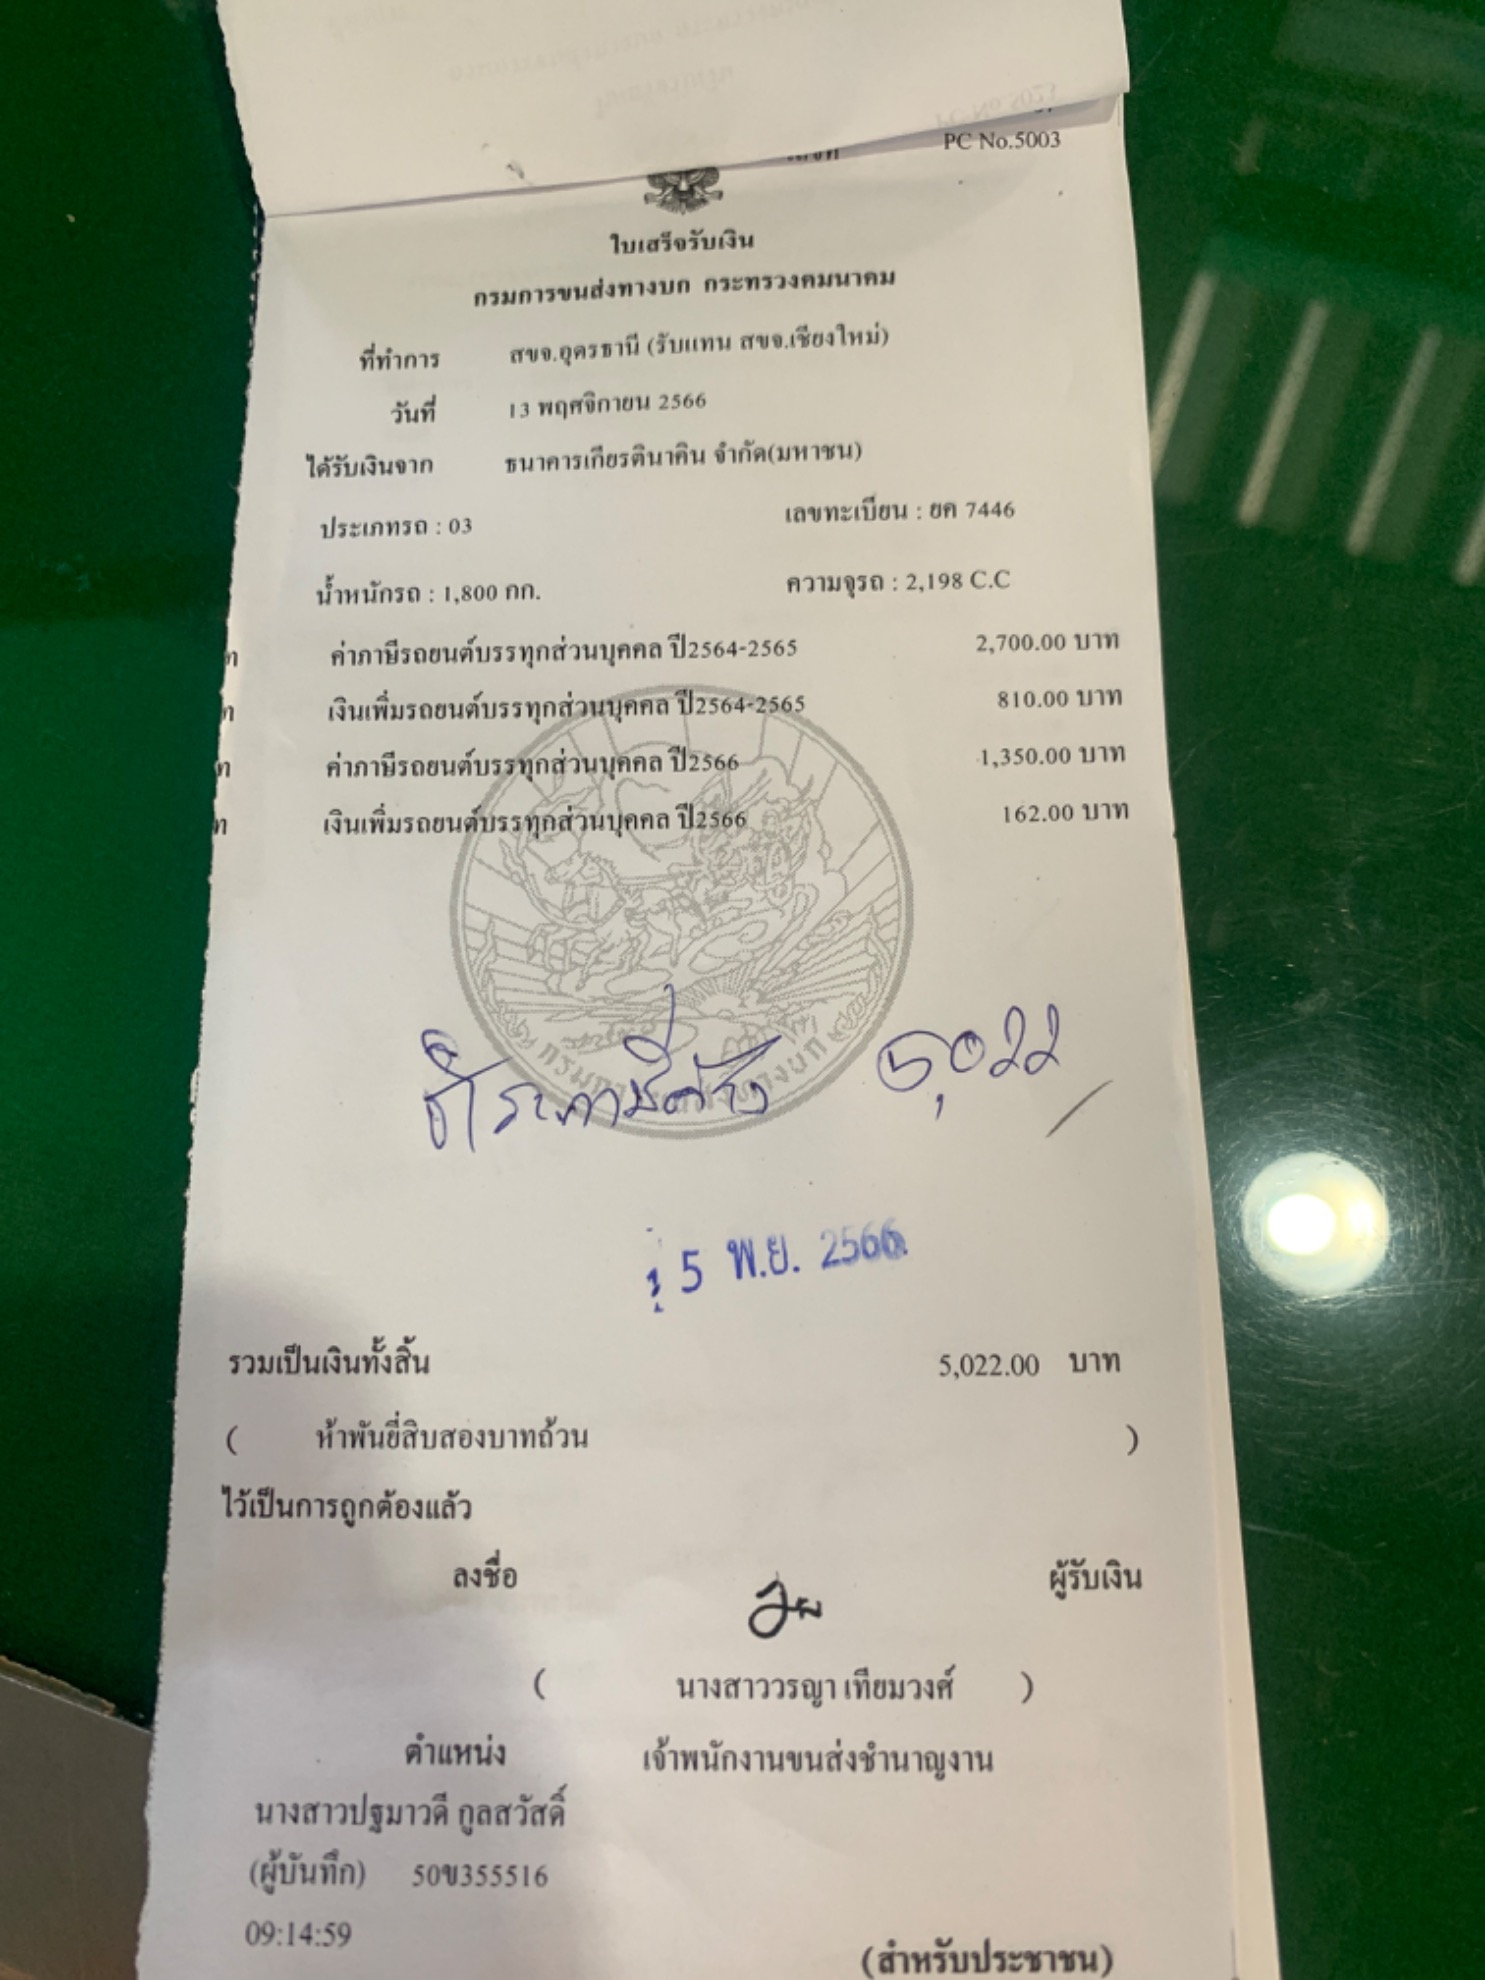 PC No.5003
ใบเสร็จรับเงิน
กรมการขนส่งทางบก กระทรวงคมนาคม
ที่ทำการ สขจ.อุดรธานี (รับแทน สขจ.เชียงใหม่)
วันที่ 13 พฤศจิกายน 2566
ได้รับเงินจาก ธนาคารเกียรตินาคิน จำกัด(มหาชน)
ประเภทรถ : 03 เลขทะเบียน : ยค 7446
น้ำหนักรถ : 1,800 กก. ความจุรถ : 2,198 C.C
ค่าภาษีรถยนต์บรรทุกส่วนบุคคล ปี2564-2565 2,700.00 บาท
เงินเพิ่มรถยนต์บรรทุกส่วนบุคคล ปี2564-2565 810.00 บาท
ค่าภาษีรถยนต์บรรทุกส่วนบุคคล ปี2566 1,350.00 บาท
เงินเพิ่มรถยนต์บรรทุกส่วนบุคคล ปี2566 162.00 บาท
5,022
5 พ.ย. 2566
รวมเป็นเงินทั้งสิ้น 5,022.00 บาท
( ห้าพันยี่สิบสองบาทถ้วน )
ไว้เป็นการถูกต้องแล้ว
ลงชื่อ ผู้รับเงิน
( นางสาววรญา เทียมวงศ์ )
ตำแหน่ง เจ้าพนักงานขนส่งชำนาญงาน
นางสาวปฐมาวดี กูลสวัสดิ์
(ผู้บันทึก) 50ข355516
09:14:59
(สำหรับประชาชน)